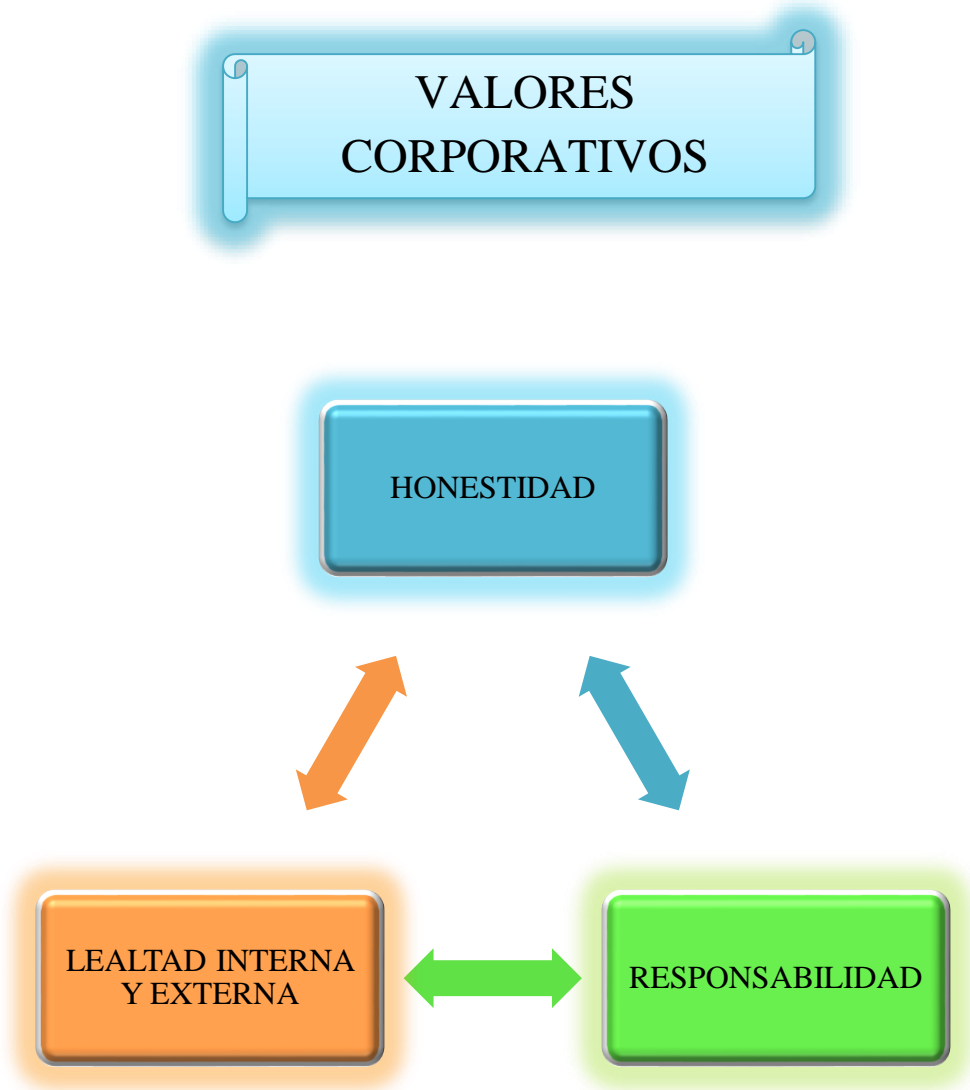 VALORES
CORPORATIVOS
HONESTIDAD
LEALTAD INTERNA
Y EXTERNA
RESPONSABILIDAD